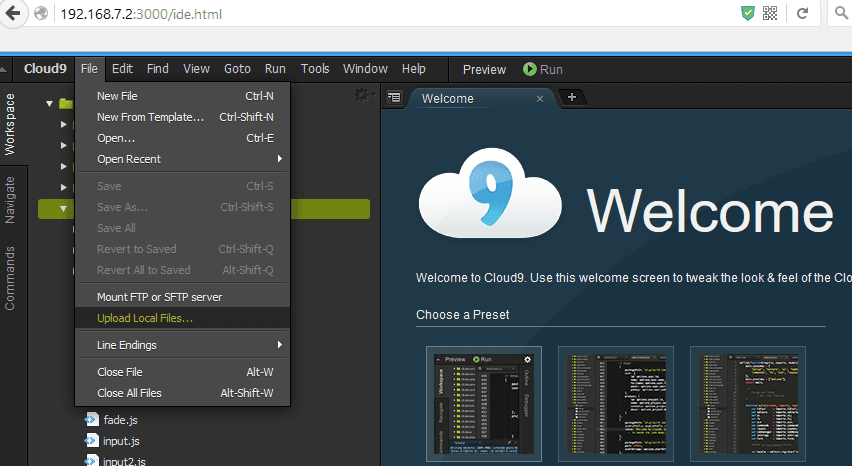 192.168.7.2:3000/ide.html
Cloud9 File Edit Find View Goto Run Tools Window Help Preview Run
Workspace
Navigate
Commands
New File Ctrl-N
New From Template... Ctrl-Shift-N
Open... Ctrl-E
Open Recent
Save Ctrl-S
Save As... Ctrl-Shift-S
Save All
Revert to Saved Ctrl-Shift-Q
Revert All to Saved Alt-Shift-Q
Mount FTP or SFTP server
Upload Local Files...
Line Endings
Close File Alt-W
Close All Files Alt-Shift-W
fade.js
input.js
input2.js
Welcome
9 Welcome
Welcome to Cloud9. Use this welcome screen to tweak the look & feel of the Clo
Choose a Preset
Preview Run
Workspace
Navigate
Outline
Debugger